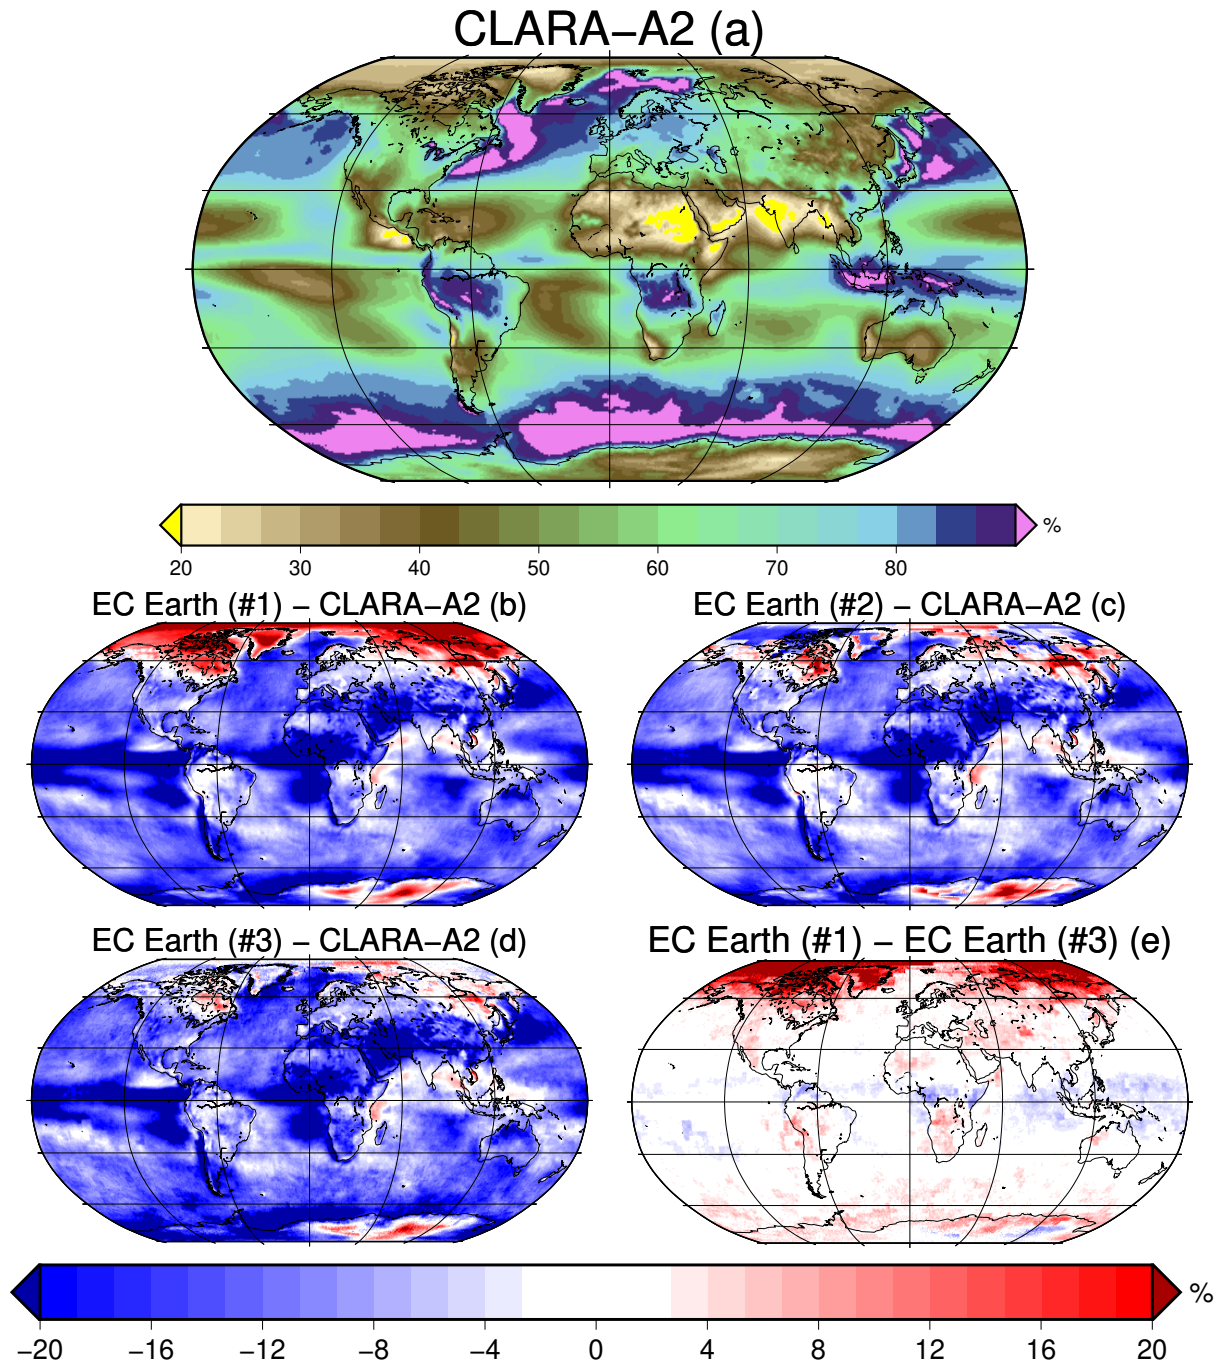 CLARA−A2 (a)
%
20 30 40 50 60 70 80
EC Earth (#1) − CLARA−A2 (b)
EC Earth (#2) − CLARA−A2 (c)
EC Earth (#3) − CLARA−A2 (d)
EC Earth (#1) − EC Earth (#3) (e)
%
−20 −16 −12 −8 −4 0 4 8 12 16 20